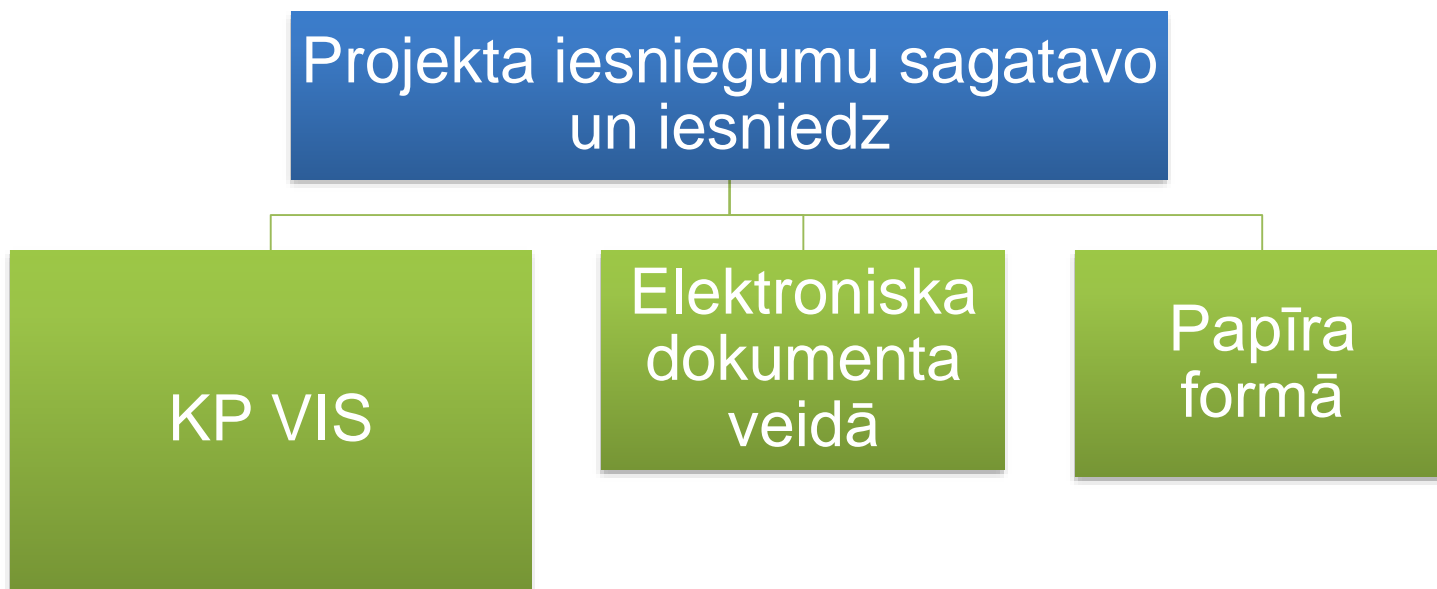 Projekta iesniegumu sagatavo
un iesniedz
KP VIS
Elektroniska
dokumenta
veidā
Papīra
formā